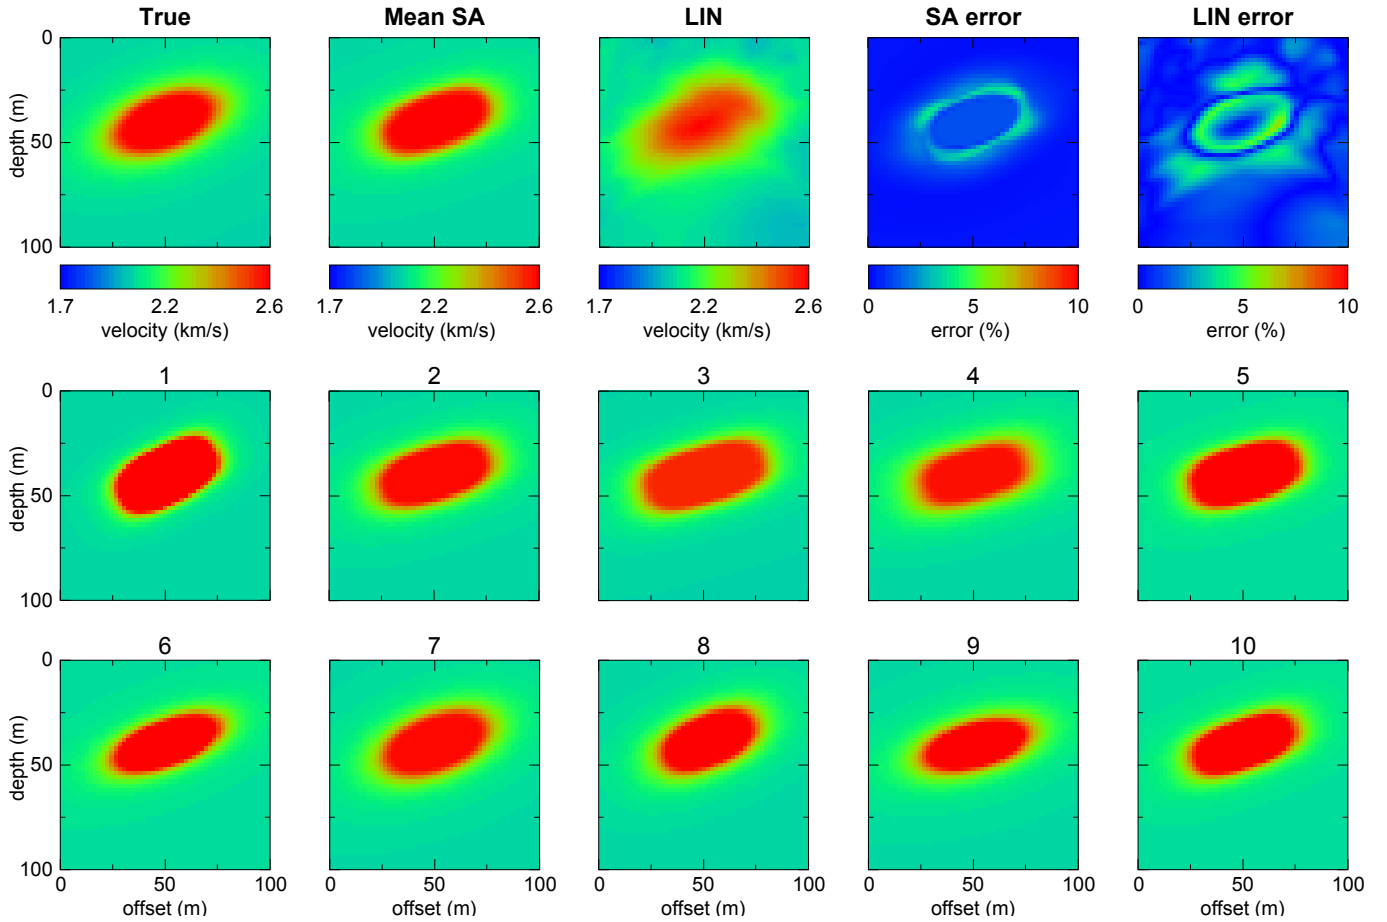 True Mean SA LIN SA error LIN error
0
50
100
depth (m)
1.7 2.2 2.6 1.7 2.2 2.6 1.7 2.2 2.6 0 5 10 0 5 10
velocity (km/s) velocity (km/s) velocity (km/s) error (%) error (%)
1 2 3 4 5
0
50
100
depth (m)
6 7 8 9 10
0
50
100
depth (m)
0 50 100 0 50 100 0 50 100 0 50 100 0 50 100
offset (m) offset (m) offset (m) offset (m) offset (m)